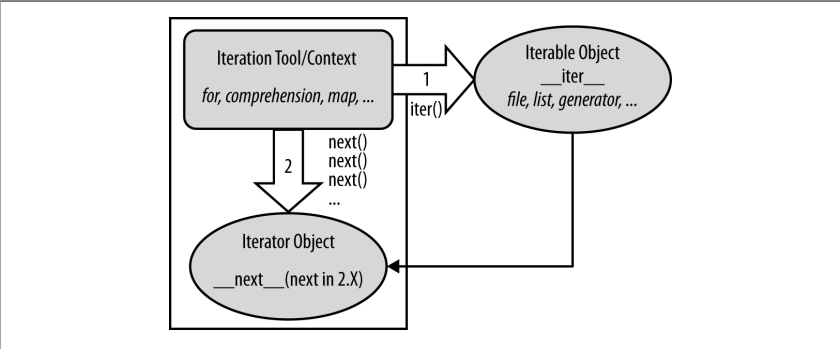 Iteration Tool/Context
for, comprehension, map, ...
1
iter()
Iterable Object
__iter__
file, list, generator, ...
2
next()
next()
next()
...
Iterator Object
__next__(next in 2.X)